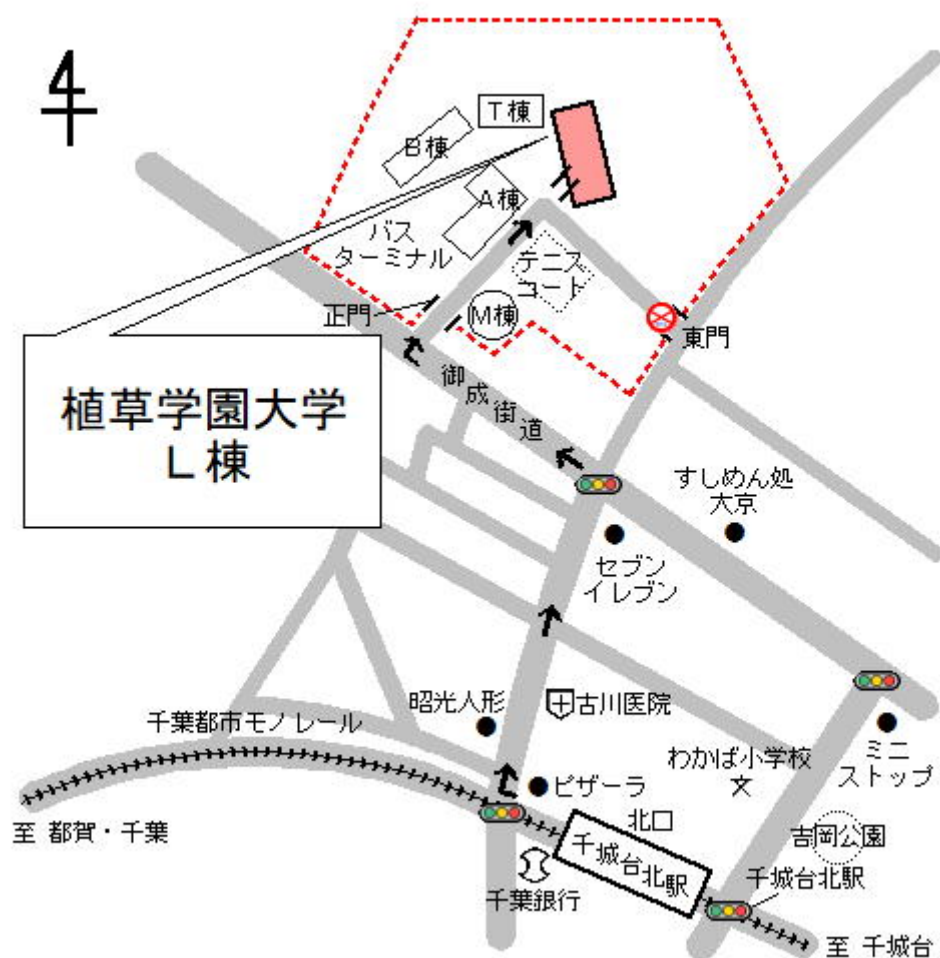 T棟
B棟
A棟
バス
ターミナル
テニス
コート
正門
M棟
東門
植草学園大学
L棟
御成街道
すしめん処
大京
セブン
イレブン
昭光人形
古川医院
千葉都市モノレール
わかば小学校
文
ミニ
ストップ
ピザーラ
北口
至 都賀・千葉
千城台北駅
吉岡公園
千葉銀行
千城台北駅
至 千城台